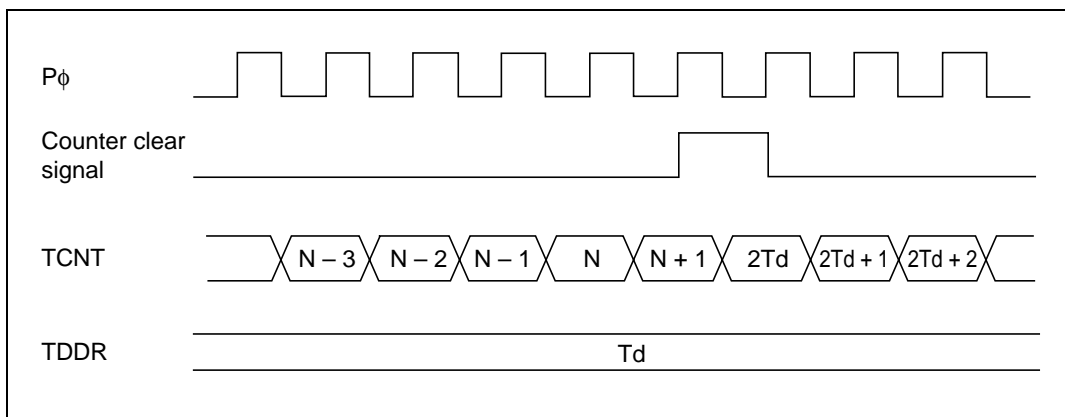 Pϕ
Counter clear
signal
TCNT
N – 3 N – 2 N – 1 N N + 1 2Td 2Td + 1 2Td + 2
TDDR
Td